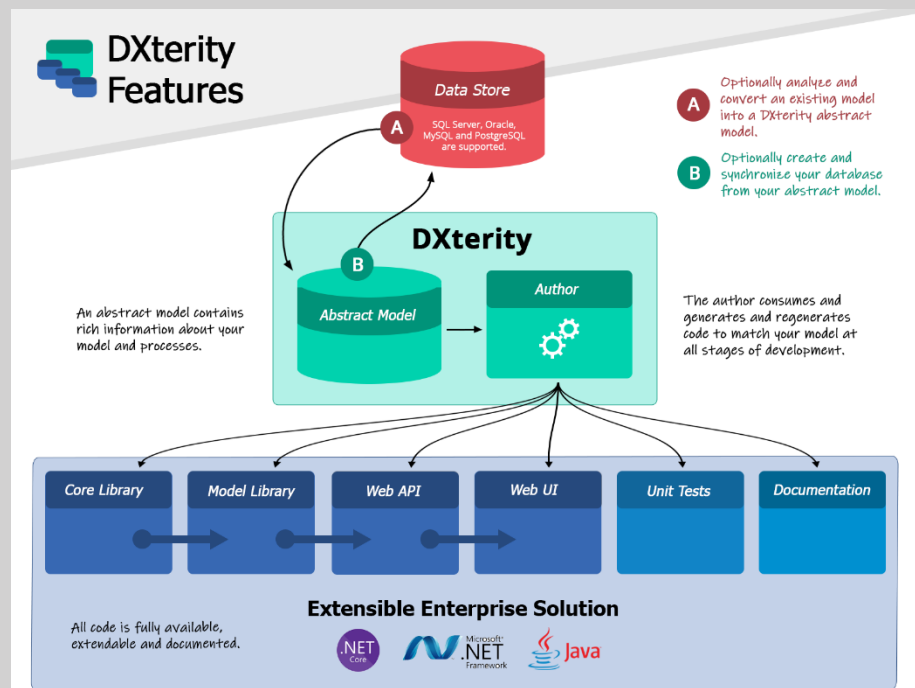 DXterity
Features
Data Store
SQL Server, Oracle,
MySQL and PostgreSQL
are supported.
A
B
A
Optionally analyze and
convert an existing model
into a DXterity abstract
model.
B
Optionally create and
synchronize your database
from your abstract model.
DXterity
Abstract Model
Author
An abstract model contains
rich information about your
model and processes.
The author consumes and
generates and regenerates
code to match your model at
all stages of development.
Core Library
Model Library
Web API
Web UI
Unit Tests
Documentation
Extensible Enterprise Solution
All code is fully available,
extendable and documented.
.NET
Core
Microsoft®
.NET
Framework
Java